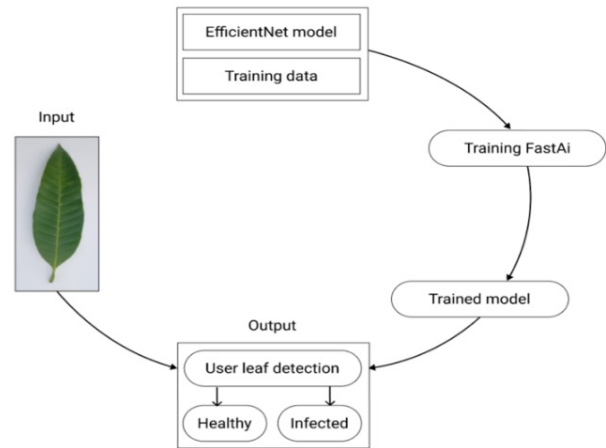 EfficientNet model
Training data
Input
Training FastAi
Trained model
Output
User leaf detection
Healthy
Infected